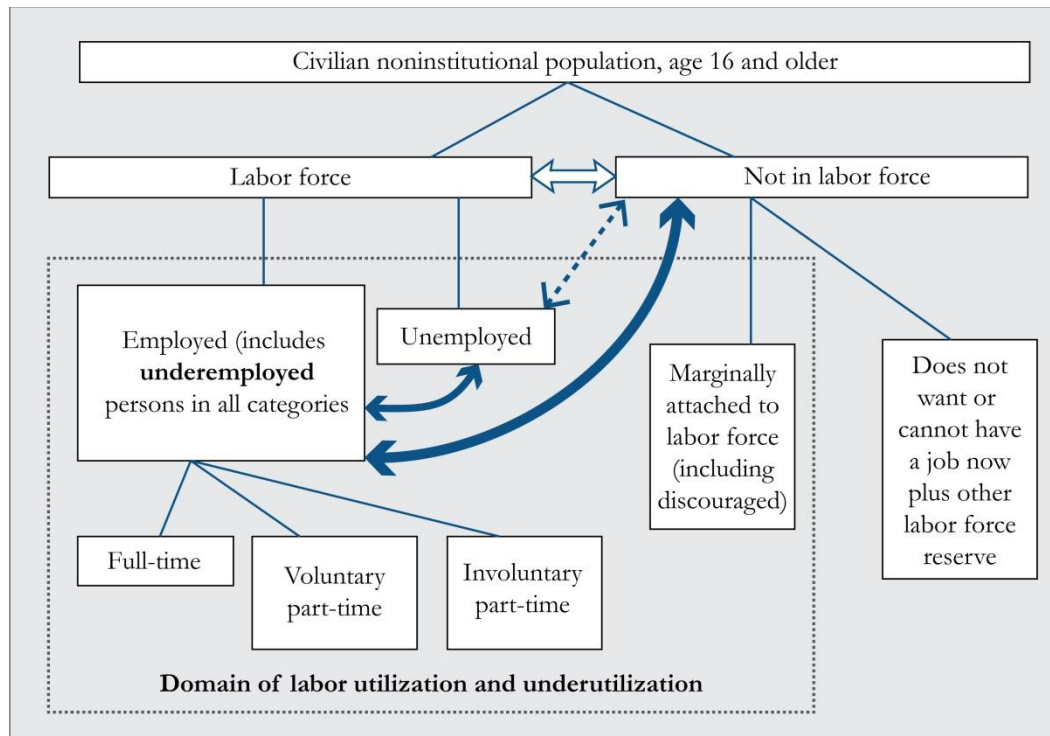 Civilian noninstitutional population, age 16 and older
Labor force
Not in labor force
Employed (includes
underemployed
persons in all categories
Unemployed
Marginally
attached to
labor force
(including
discouraged)
Does not
want or
cannot have
a job now
plus other
labor force
reserve
Full-time
Voluntary
part-time
Involuntary
part-time
Domain of labor utilization and underutilization